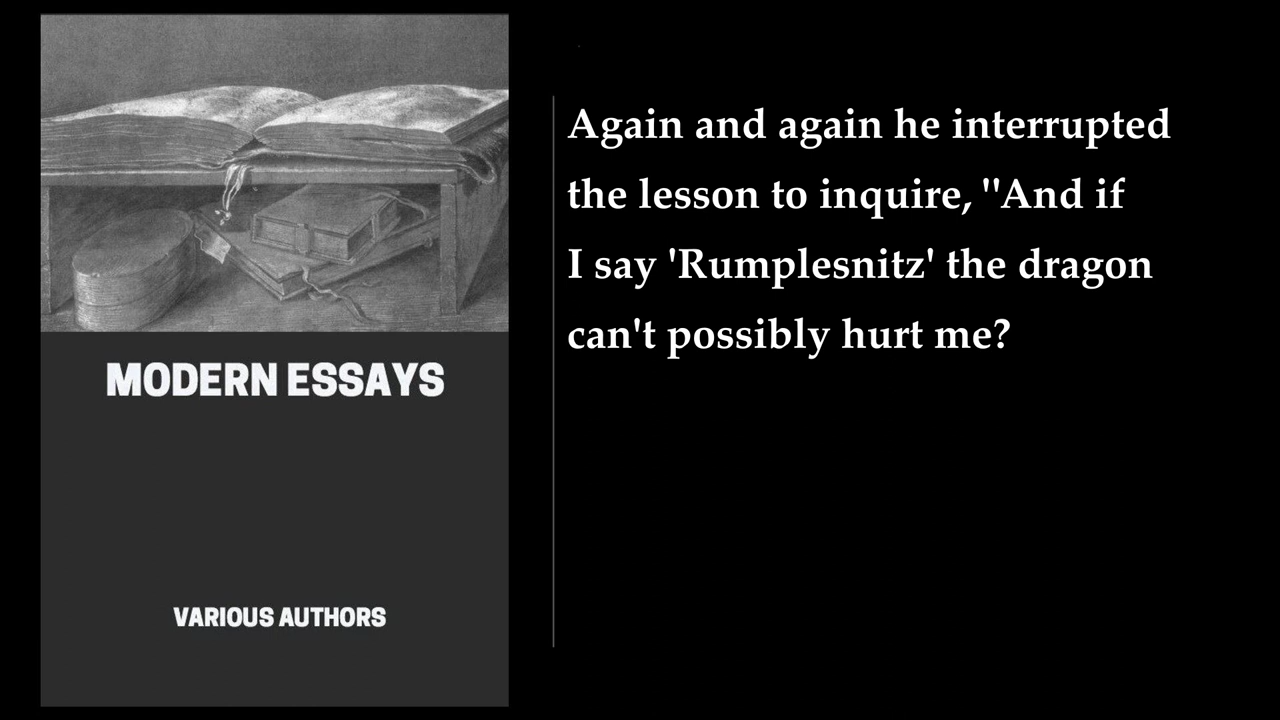 MODERN ESSAYS
VARIOUS AUTHORS
Again and again he interrupted
the lesson to inquire, "And if
I say 'Rumplesnitz' the dragon
can't possibly hurt me?